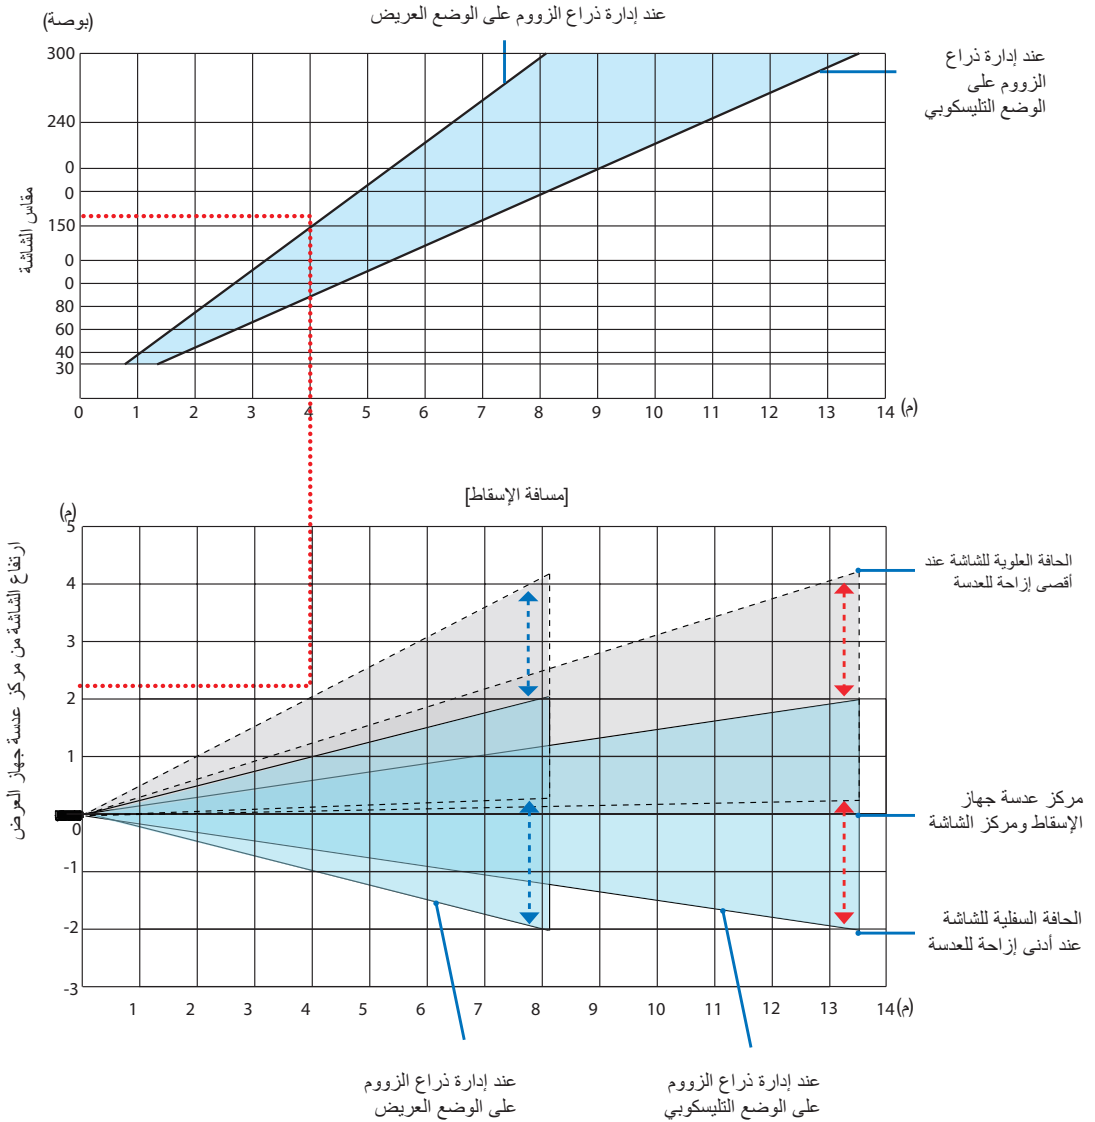 عند إدارة ذراع الزووم على الوضع العريض
(بوصة)
عند إدارة ذراع
الزووم على
الوضع التليسكوبي
مقاس الشاشة
300
240
0
0
150
0
0
80
60
40
30
0 1 2 3 4 5 6 7 8 9 10 11 12 13 14 (م)
[مسافة الإسقاط]
(م)
ارتفاع الشاشة من مركز عدسة جهاز العرض
5
4
3
2
1
0
-1
-2
-3
الحافة العلوية للشاشة عند
أقصى إزاحة للعدسة
مركز عدسة جهاز
الإسقاط ومركز الشاشة
الحافة السفلية للشاشة
عند أدنى إزاحة للعدسة
1 2 3 4 5 6 7 8 9 10 11 12 13 14 (م)
عند إدارة ذراع الزووم
على الوضع التليسكوبي
عند إدارة ذراع الزووم
على الوضع العريض